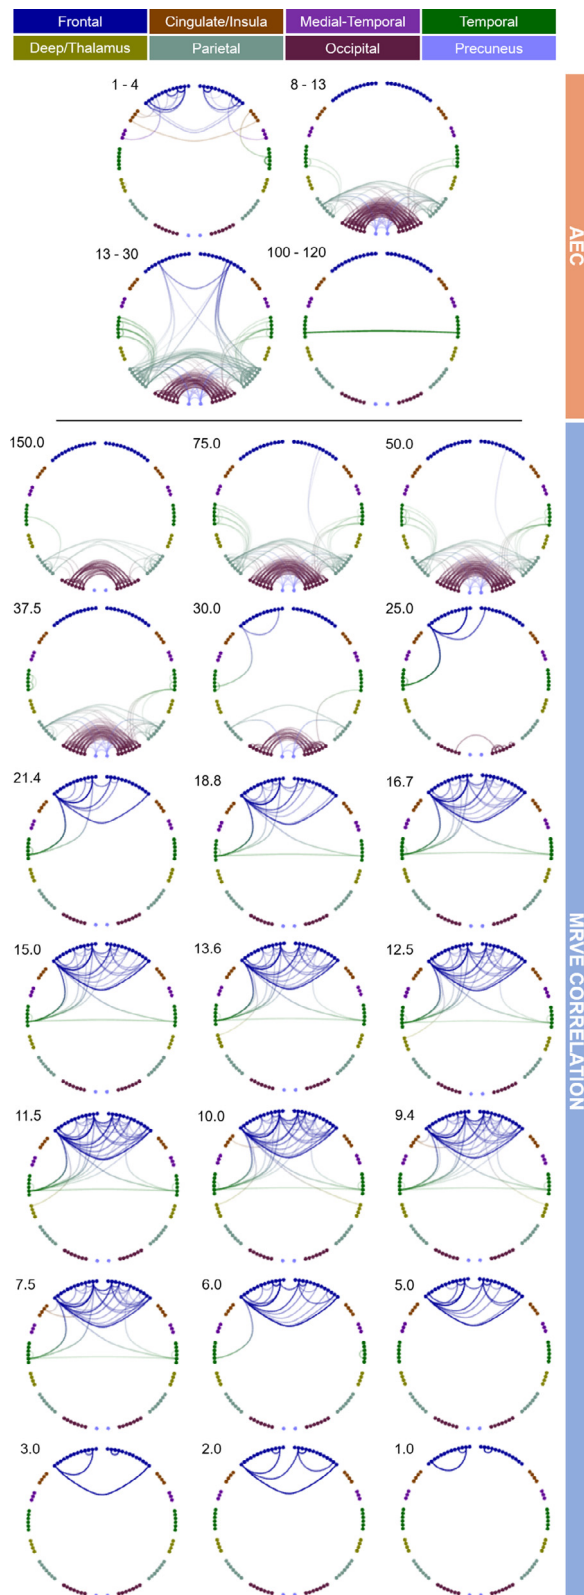 Frontal Cingulate/Insula Medial-Temporal Temporal
Deep/Thalamus Parietal Occipital Precuneus
1 - 4 8 - 13
13 - 30 100 - 120
AEC
150.0 75.0 50.0
37.5 30.0 25.0
21.4 18.8 16.7
15.0 13.6 12.5
11.5 10.0 9.4
7.5 6.0 5.0
3.0 2.0 1.0
MRVE CORRELATION